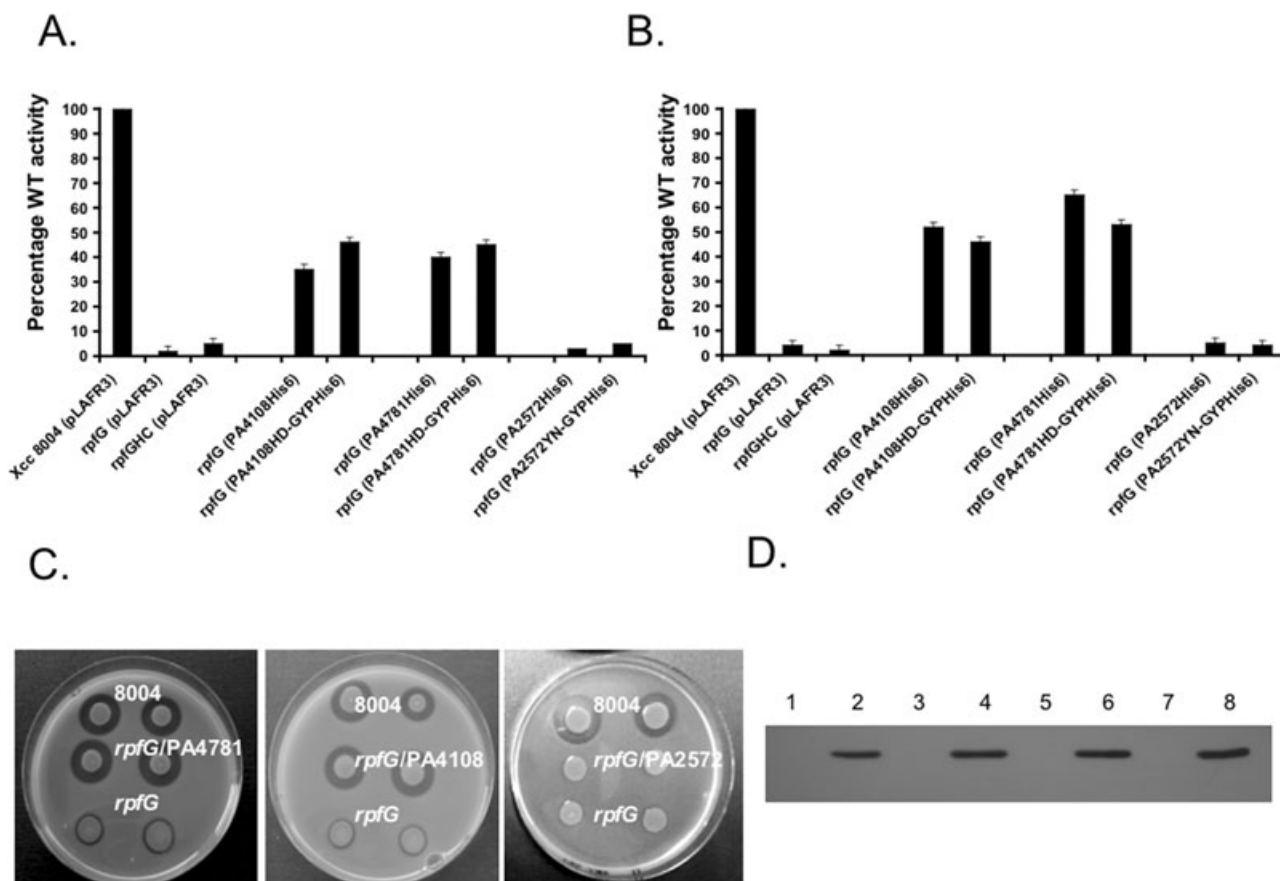 A.
Percentage WT activity
100
90
80
70
60
50
40
30
20
10
0
Xcc 8004 (pLAFR3)
rpfG (pLAFR3)
rpfGHC (pLAFR3)
rpfG (PA4108His6)
rpfG (PA4108HD-GYPHis6)
rpfG (PA4781His6)
rpfG (PA4781HD-GYPHis6)
rpfG (PA2572His6)
rpfG (PA2572YN-GYPHis6)
B.
Percentage WT activity
100
90
80
70
60
50
40
30
20
10
0
Xcc 8004 (pLAFR3)
rpfG (pLAFR3)
rpfGHC (pLAFR3)
rpfG (PA4108His6)
rpfG (PA4108HD-GYPHis6)
rpfG (PA4781His6)
rpfG (PA4781HD-GYPHis6)
rpfG (PA2572His6)
rpfG (PA2572YN-GYPHis6)
C.
8004
rpfG/PA4781
rpfG
8004
rpfG/PA4108
rpfG
8004
rpfG/PA2572
rpfG
D.
1 2 3 4 5 6 7 8